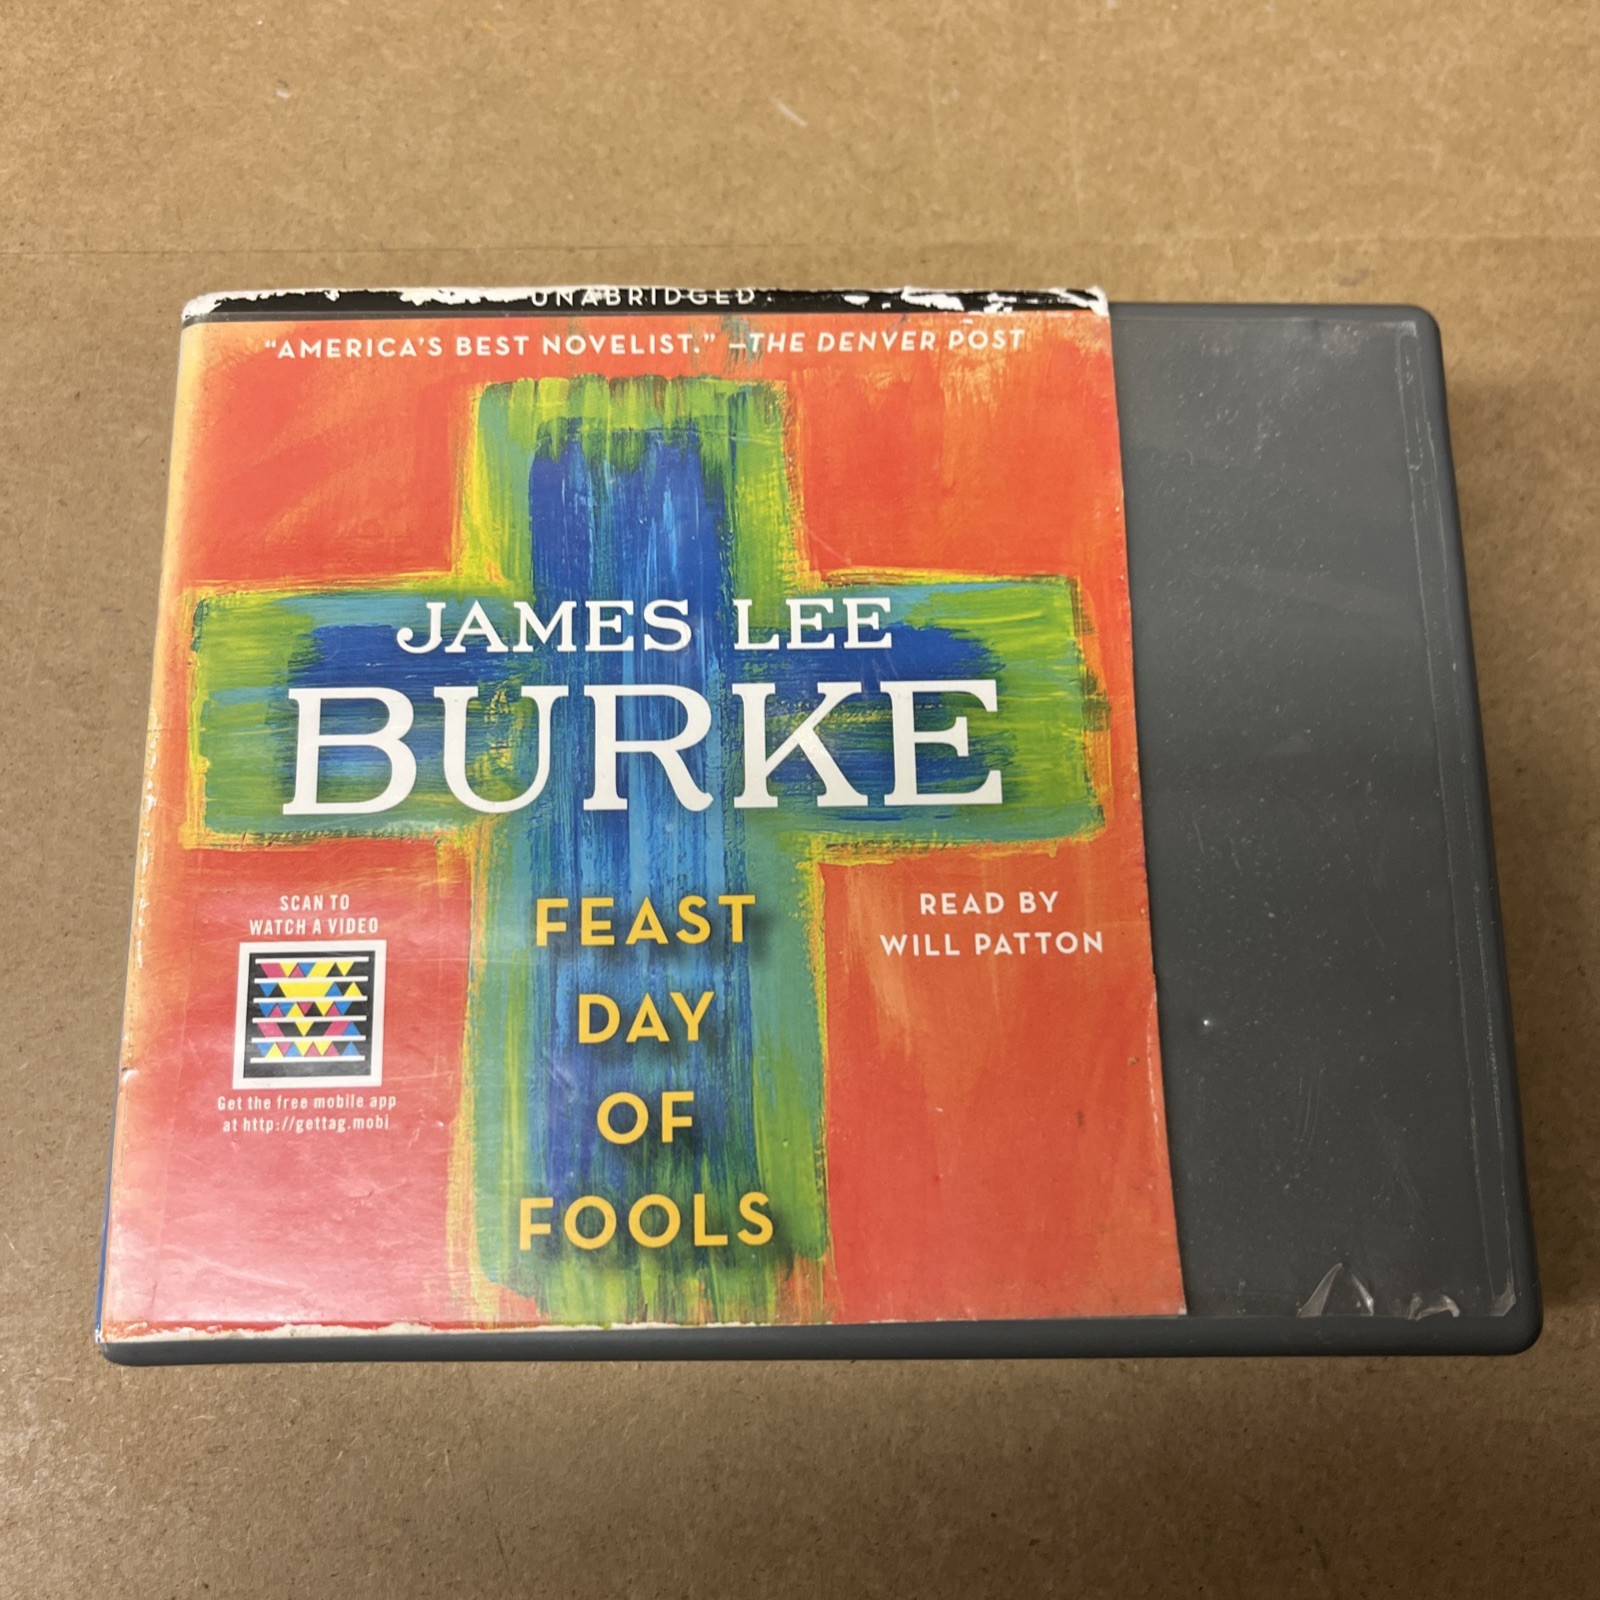 UNABRIDGED
“AMERICA’S BEST NOVELIST.” —THE DENVER POST
JAMES LEE
BURKE
FEAST
DAY
OF
FOOLS
READ BY
WILL PATTON
SCAN TO
WATCH A VIDEO
Get the free mobile app
at http://gettag.mobi